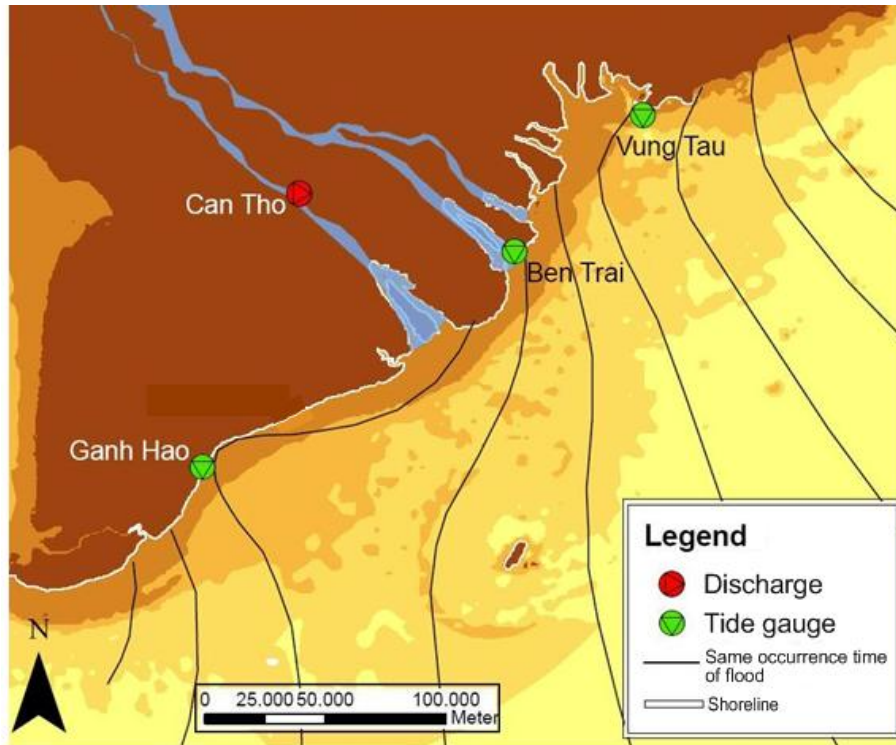 Vung Tau
Can Tho
Ben Trai
Ganh Hao
N
0 25.000 50.000 100.000
Meter
Legend
Discharge
Tide gauge
Same occurrence time
of flood
Shoreline